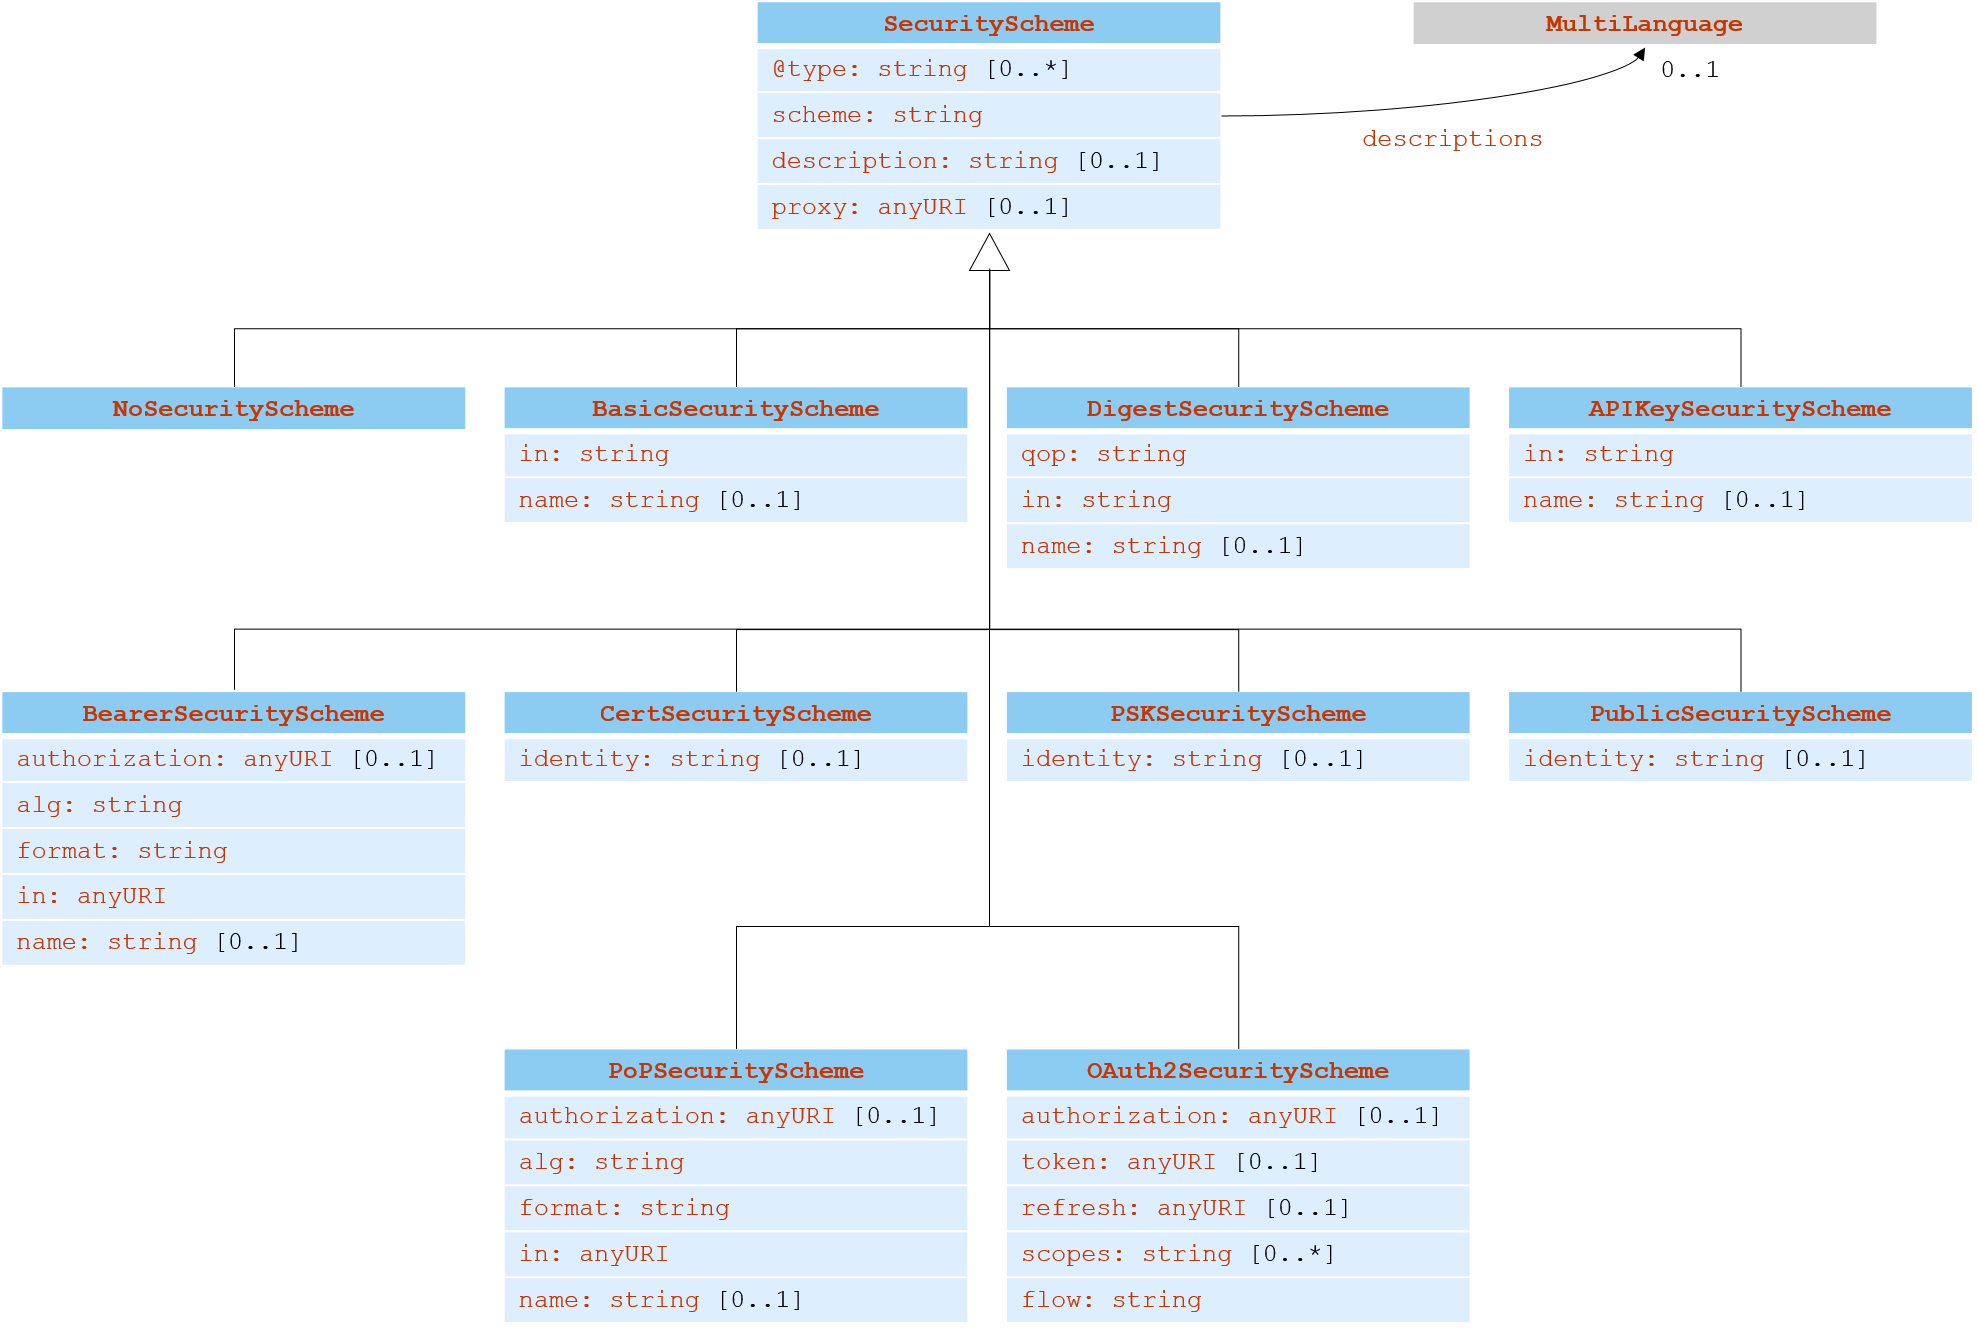 SecurityScheme
@type: string [0..*]
scheme: string
description: string [0..1]
proxy: anyURI [0..1]
MultiLanguage
0..1
descriptions
NoSecurityScheme
BasicSecurityScheme
in: string
name: string [0..1]
DigestSecurityScheme
qop: string
in: string
name: string [0..1]
APIKeySecurityScheme
in: string
name: string [0..1]
BearerSecurityScheme
authorization: anyURI [0..1]
alg: string
format: string
in: anyURI
name: string [0..1]
CertSecurityScheme
identity: string [0..1]
PSKSecurityScheme
identity: string [0..1]
PublicSecurityScheme
identity: string [0..1]
PoPSecurityScheme
authorization: anyURI [0..1]
alg: string
format: string
in: anyURI
name: string [0..1]
OAuth2SecurityScheme
authorization: anyURI [0..1]
token: anyURI [0..1]
refresh: anyURI [0..1]
scopes: string [0..*]
flow: string